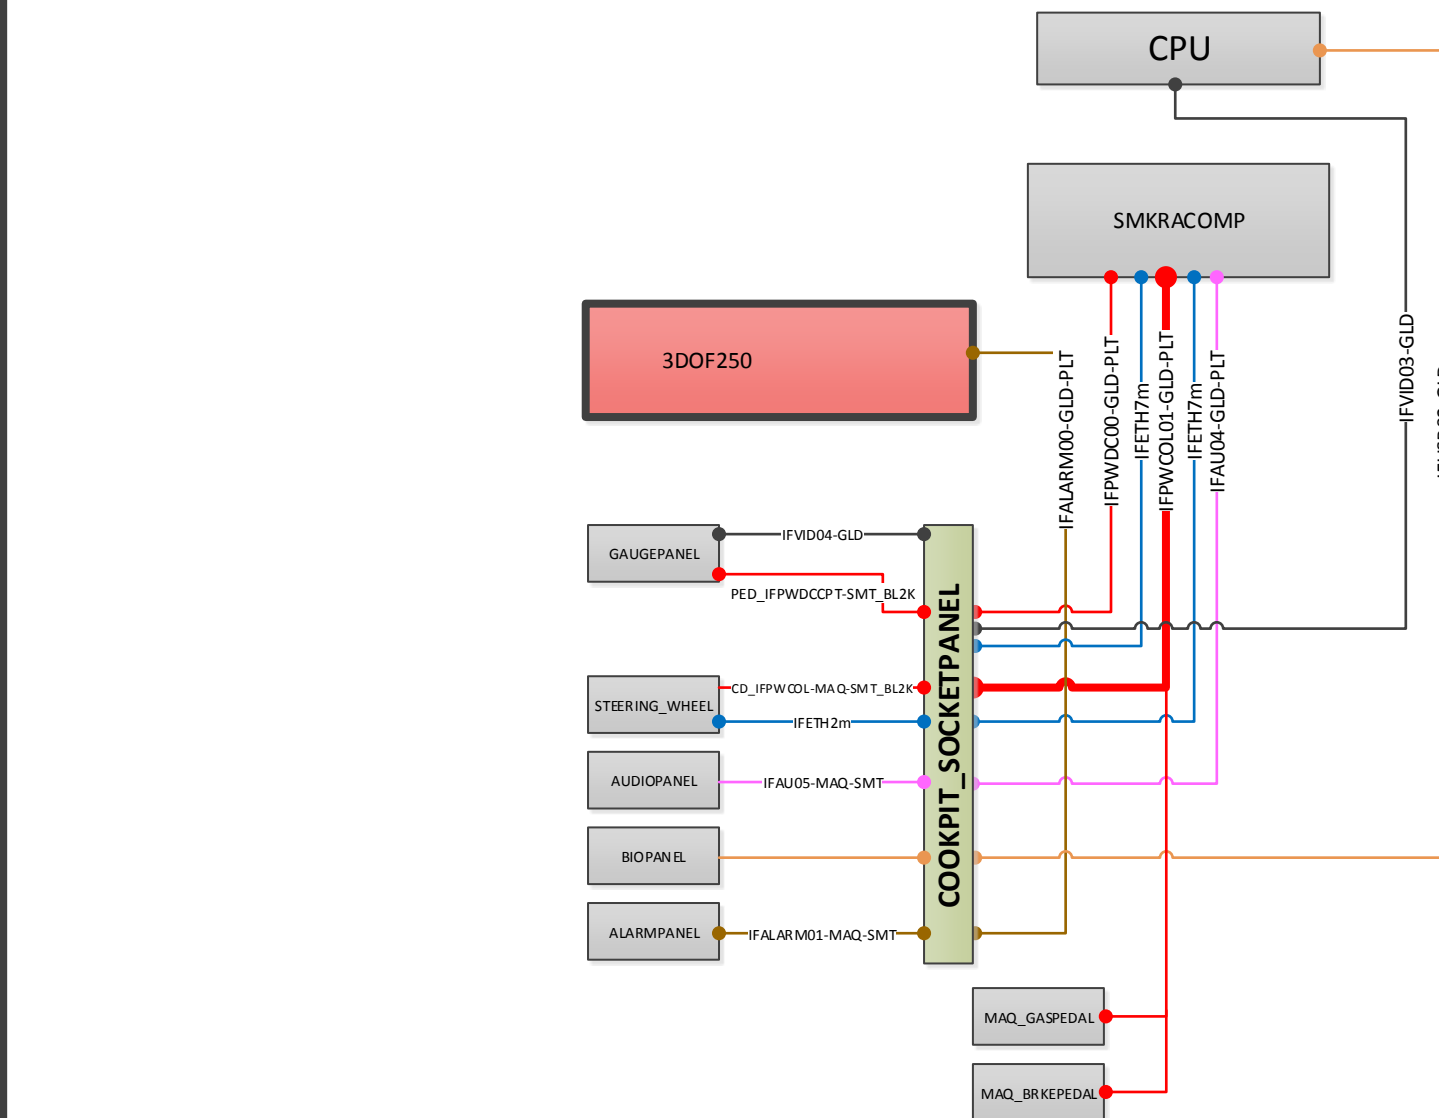 CPU
SMKRACOMP
3DOF250
IFALARM00-GLD-PLT
IFPWDC00-GLD-PLT
IFETH7m
IFPWCOL01-GLD-PLT
IFETH7m
IFAU04-GLD-PLT
IFVID03-GLD
GAUGEPANEL
IFVID04-GLD
PED_IFPWDCCPT-SMT_BL2K
COOKPIT_SOCKETPANEL
STEERING_WHEEL
CD_IFPWCOL-MAQ-SMT_BL2K
IFETH2m
AUDIOPANEL
IFAU05-MAQ-SMT
BIOPANEL
ALARMPANEL
IFALARM01-MAQ-SMT
MAQ_GASPEDAL
MAQ_BRKEPEDAL